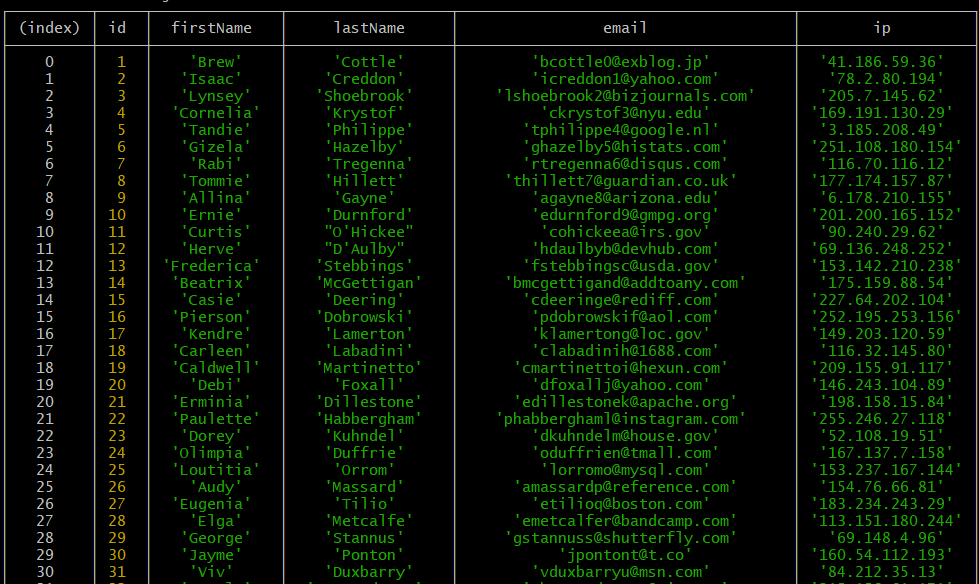 (index) id firstName lastName email ip
0 1 'Brew' 'Cottle' 'bcottle0@exblog.jp' '41.186.59.36'
1 2 'Isaac' 'Creddon' 'icreddon1@yahoo.com' '78.2.80.194'
2 3 'Lynsey' 'Shoebrook' 'lshoebrook2@bizjournals.com' '205.7.145.62'
3 4 'Cornelia' 'Krystof' 'ckrystof3@nyu.edu' '169.191.130.29'
4 5 'Tandie' 'Philippe' 'tphilippe4@google.nl' '3.185.208.49'
5 6 'Gizela' 'Hazelby' 'ghazelby5@histats.com' '251.108.180.154'
6 7 'Rabi' 'Tregenna' 'rtregenna6@disqus.com' '116.70.116.12'
7 8 'Tommie' 'Hillett' 'thillett7@guardian.co.uk' '177.174.157.87'
8 9 'Allina' 'Gayne' 'agayne8@arizona.edu' '6.178.210.155'
9 10 'Ernie' 'Durnford' 'edurnford9@gmpg.org' '201.200.165.152'
10 11 'Curtis' "O'Hickee" 'cohickeea@irs.gov' '90.240.29.62'
11 12 'Herve' "D'Aulby" 'hdaulbyb@devhub.com' '69.136.248.252'
12 13 'Frederica' 'Stebbings' 'fstebbingsc@usda.gov' '153.142.210.238'
13 14 'Beatrix' 'McGettigan' 'bmcgettigand@addtoany.com' '175.159.88.54'
14 15 'Casie' 'Deering' 'cdeeringe@rediff.com' '227.64.202.104'
15 16 'Pierson' 'Dobrowski' 'pdobrowskif@aol.com' '252.195.253.156'
16 17 'Kendre' 'Lamerton' 'klamertong@loc.gov' '149.203.120.59'
17 18 'Carleen' 'Labadini' 'clabadinih@1688.com' '116.32.145.80'
18 19 'Caldwell' 'Martinetto' 'cmartinettoi@hexun.com' '209.155.91.117'
19 20 'Debi' 'Foxall' 'dfoxallj@yahoo.com' '146.243.104.89'
20 21 'Erminia' 'Dillestone' 'edillestonek@apache.org' '198.158.15.84'
21 22 'Paulette' 'Habbergham' 'phabberghaml@instagram.com' '255.246.27.118'
22 23 'Dorey' 'Kuhndel' 'dkuhndelm@house.gov' '52.108.19.51'
23 24 'Olimpia' 'Duffrie' 'oduffrien@tmall.com' '167.137.7.158'
24 25 'Loutitia' 'Orrom' 'lorromo@mysql.com' '153.237.167.144'
25 26 'Audy' 'Massard' 'amassardp@reference.com' '154.76.66.81'
26 27 'Eugenia' 'Tilio' 'etilioq@boston.com' '183.234.243.29'
27 28 'Elga' 'Metcalfe' 'emetcalfer@bandcamp.com' '113.151.180.244'
28 29 'George' 'Stannus' 'gstannuss@shutterfly.com' '69.148.4.96'
29 30 'Jayme' 'Ponton' 'jpontont@t.co' '160.54.112.193'
30 31 'Viv' 'Duxbarry' 'vduxbarryu@msn.com' '84.212.35.13'